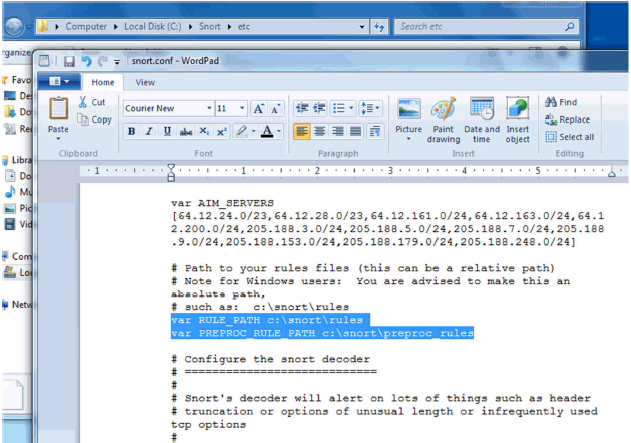 Computer ▸ Local Disk (C:) ▸ Snort ▸ etc
Search etc
rganize
snort.conf - WordPad
Home View
Paste
Cut
Copy
Clipboard
Courier New 11
Font
Paragraph
Picture
Paint drawing
Date and time
Insert object
Insert
Find
Replace
Select all
Editing
Favo
De
Do
Rec
Libra
Do
Mu
Pic
Vid
Com
Lo
Netw
1 1 2 3 4 5
var AIM_SERVERS
[64.12.24.0/23,64.12.28.0/23,64.12.161.0/24,64.12.163.0/24,64.1
2.200.0/24,205.188.3.0/24,205.188.5.0/24,205.188.7.0/24,205.188
.9.0/24,205.188.153.0/24,205.188.179.0/24,205.188.248.0/24]
# Path to your rules files (this can be a relative path)
# Note for Windows users:  You are advised to make this an
absolute path,
# such as:  c:\snort\rules
var RULE_PATH c:\snort\rules
var PREPROC_RULE_PATH c:\snort\preproc_rules
# Configure the snort decoder
# ============================
#
# Snort's decoder will alert on lots of things such as header
# truncation or options of unusual length or infrequently used
tcp options
#